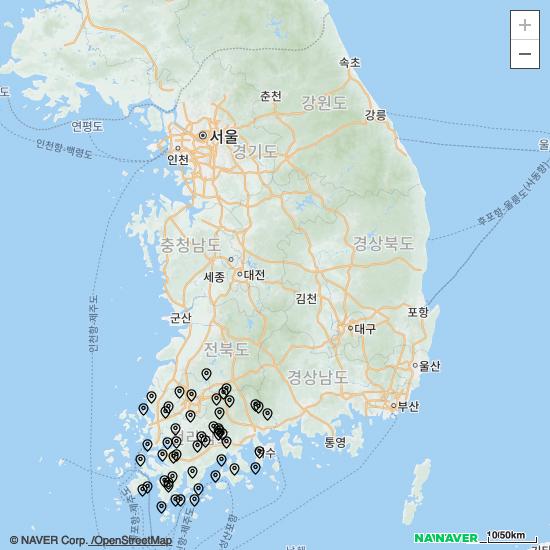 +
−
속초
춘천
강원도
강릉
도
연평도
서울
인천
경기도
인천항-백령도
울
후포항-울릉도(사동항)
충청남도
경상북도
세종
대전
김천
인천항-제주도
군산
포항
대구
전북도
울산
경상남도
부산
통영
© NAVER Corp. /OpenStreetMap
NAVER
10/50km